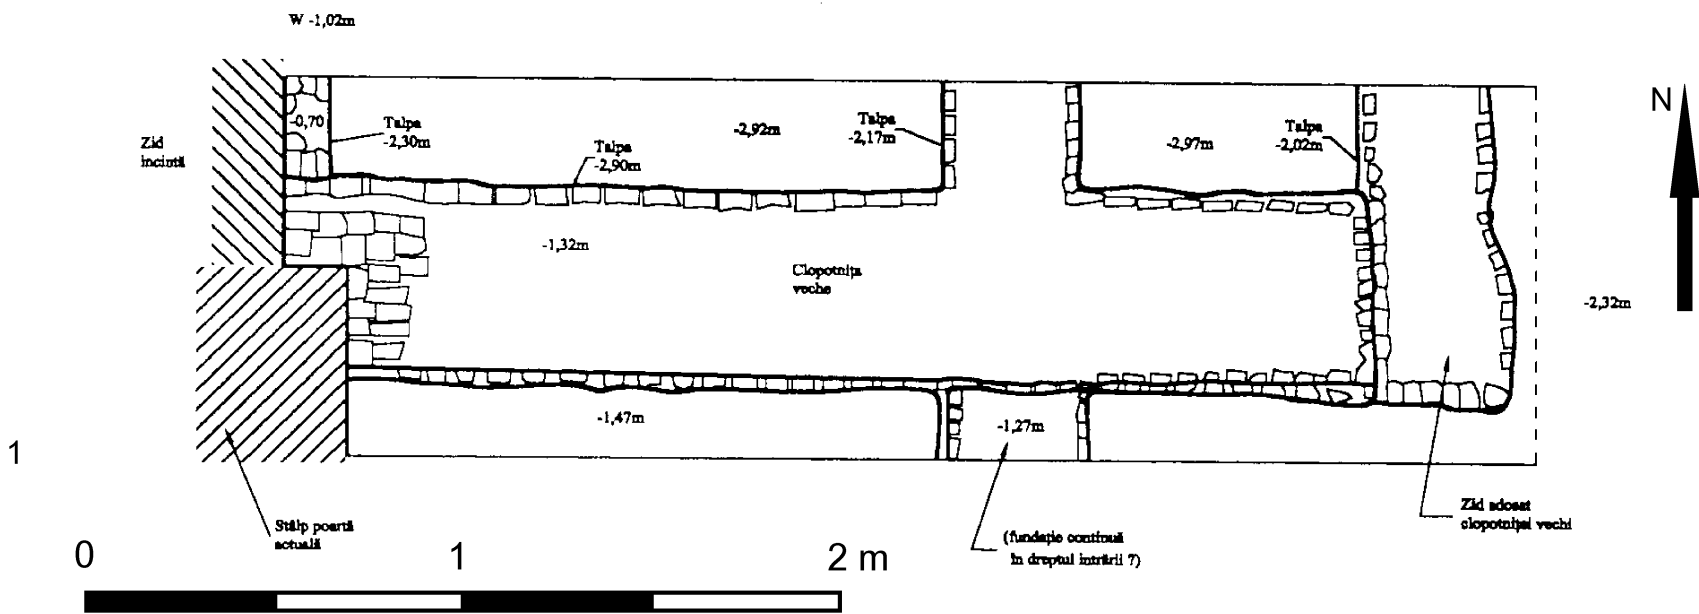 W -1,02m
N
-0,70
Talpa
-2,30m
-2,92m
Talpa
-2,17m
-2,97m
Talpa
-2,02m
Zid
incintă
Talpa
-2,90m
-1,32m
Clopotnița
veche
-2,32m
-1,47m
-1,27m
1
Stâlp poartă
actuală
(fundație continuă
în dreptul intrării ?)
Zid adosat
clopotniței vechi
0 1 2 m